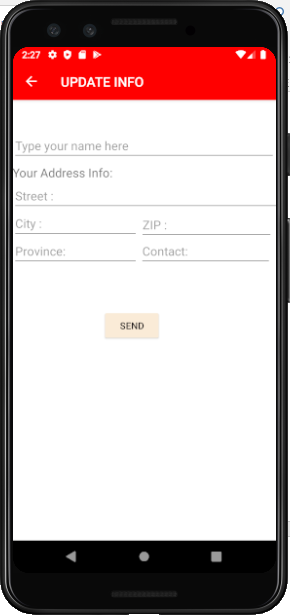 2:27
UPDATE INFO
Type your name here
Your Address Info:
Street :
City : ZIP :
Province: Contact:
SEND